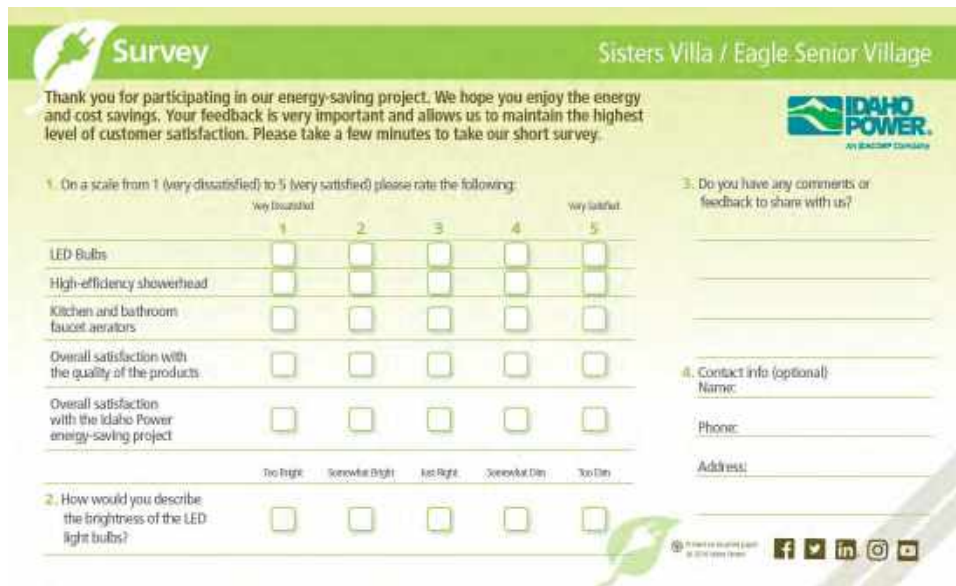 Survey
Sisters Villa / Eagle Senior Village
Thank you for participating in our energy-saving project. We hope you enjoy the energy
and cost savings. Your feedback is very important and allows us to maintain the highest
level of customer satisfaction. Please take a few minutes to take our short survey.
IDAHO
POWER®
An IDACORP Company
1. On a scale from 1 (very dissatisfied) to 5 (very satisfied) please rate the following:
Very Dissatisfied
Very Satisfied
1 2 3 4 5
LED Bulbs
High-efficiency showerhead
Kitchen and bathroom
faucet aerators
Overall satisfaction with
the quality of the products
Overall satisfaction
with the Idaho Power
energy-saving project
Too Bright Somewhat Bright Just Right Somewhat Dim Too Dim
2. How would you describe
the brightness of the LED
light bulbs?
3. Do you have any comments or
feedback to share with us?
4. Contact info (optional)
Name:
Phone:
Address:
Printed on recycled paper